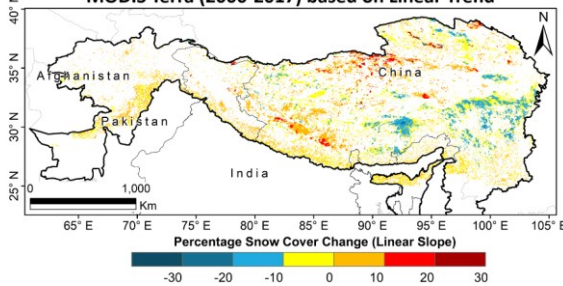 MODIS Terra (2000-2017) based on Linear Trend
40° N
35° N
30° N
25° N
N
Afghanistan
China
Pakistan
India
0 1,000
Km
65° E 70° E 75° E 80° E 85° E 90° E 95° E 100° E 105° E
Percentage Snow Cover Change (Linear Slope)
-30 -20 -10 0 10 20 30